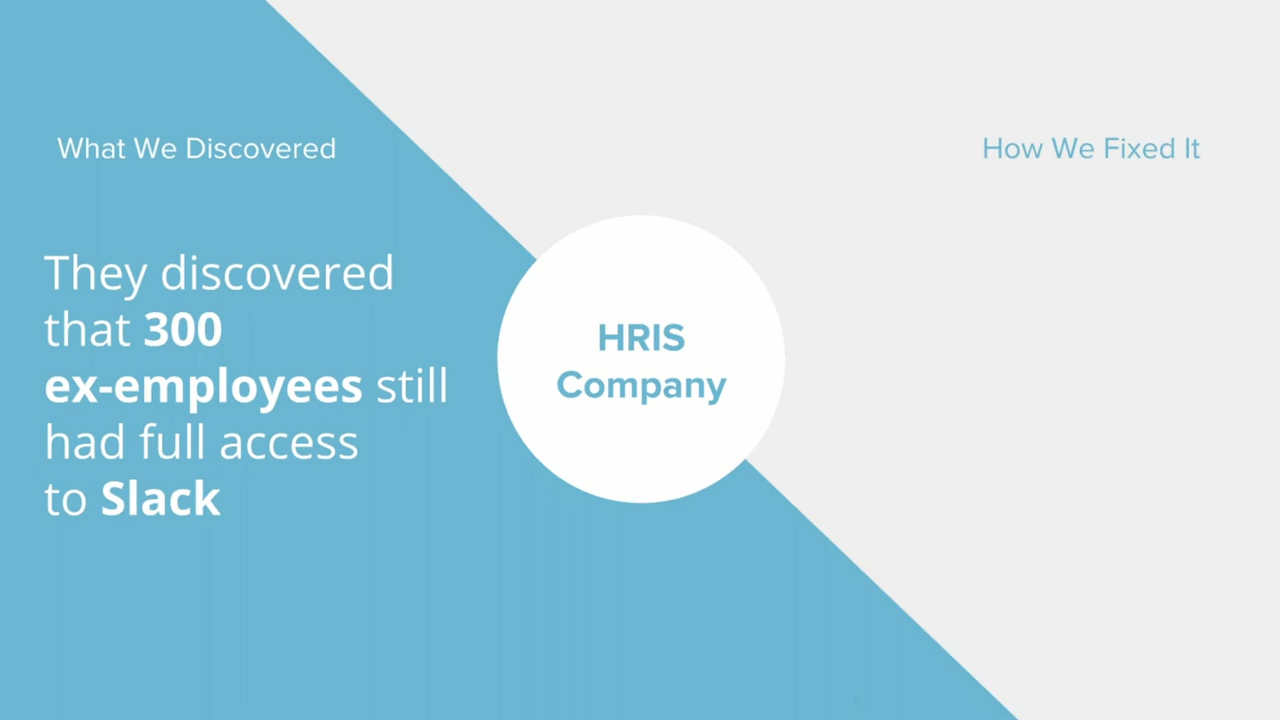 What We Discovered
How We Fixed It
They discovered
that 300
ex-employees still
had full access
to Slack
HRIS
Company